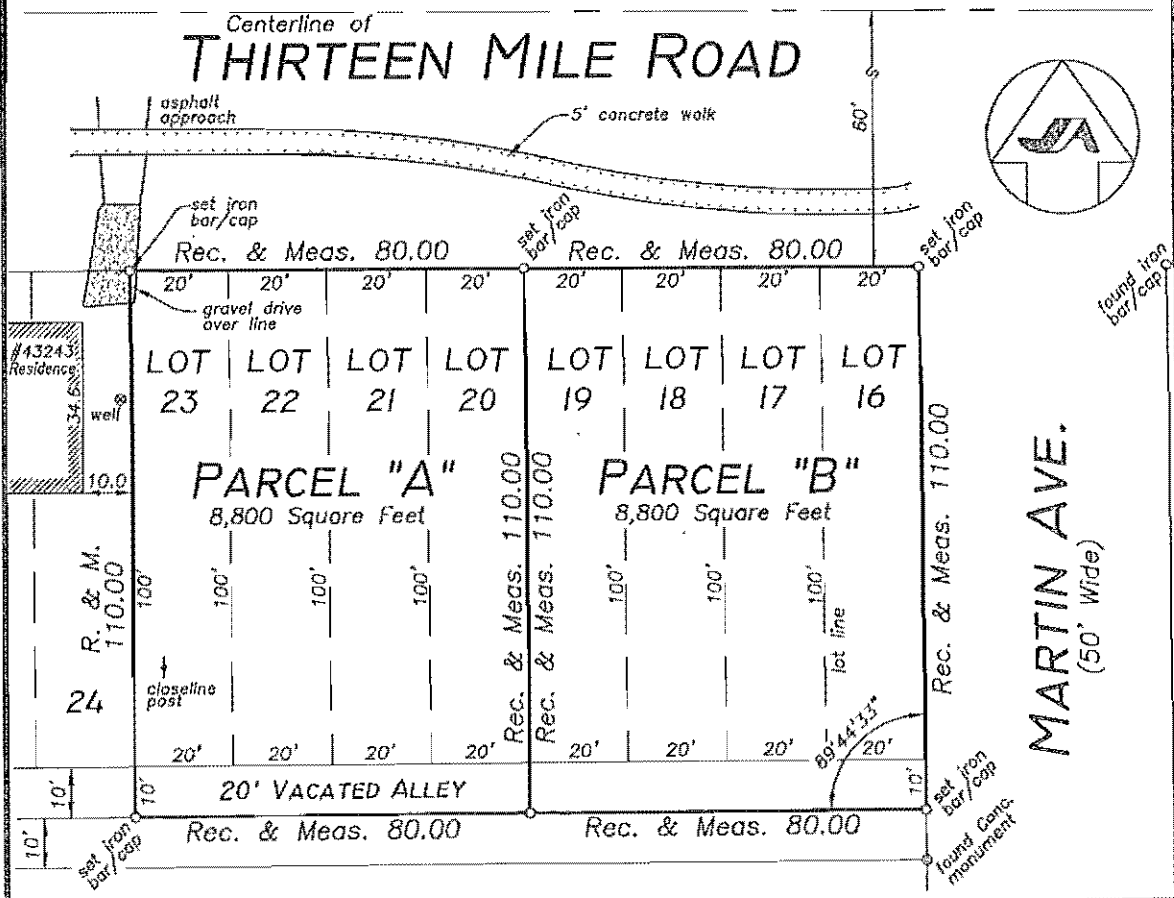 Centerline of
THIRTEEN MILE ROAD
asphalt
approach
5' concrete walk
60'
set iron
bar/cap
set iron
bar/cap
set iron
bar/cap
found iron
bar/cap
Rec. & Meas. 80.00
Rec. & Meas. 80.00
20' 20' 20' 20' 20' 20' 20' 20'
gravel drive
over line
#43243
Residence
34.6
well
10.0
LOT
23
LOT
22
LOT
21
LOT
20
LOT
19
LOT
18
LOT
17
LOT
16
PARCEL "A"
8,800 Square Feet
PARCEL "B"
8,800 Square Feet
R. & M.
110.00
Rec. & Meas. 110.00
Rec. & Meas. 110.00
Rec. & Meas. 110.00
MARTIN AVE.
(50' Wide)
100' 100' 100' 100' 100' 100' 100'
lot line
24
closeline
post
89°44'33"
20' 20' 20' 20' 20' 20' 20' 20'
10'
10'
10'
10'
20' VACATED ALLEY
Rec. & Meas. 80.00
Rec. & Meas. 80.00
set iron
bar/cap
set iron
bar/cap
found Conc.
monument